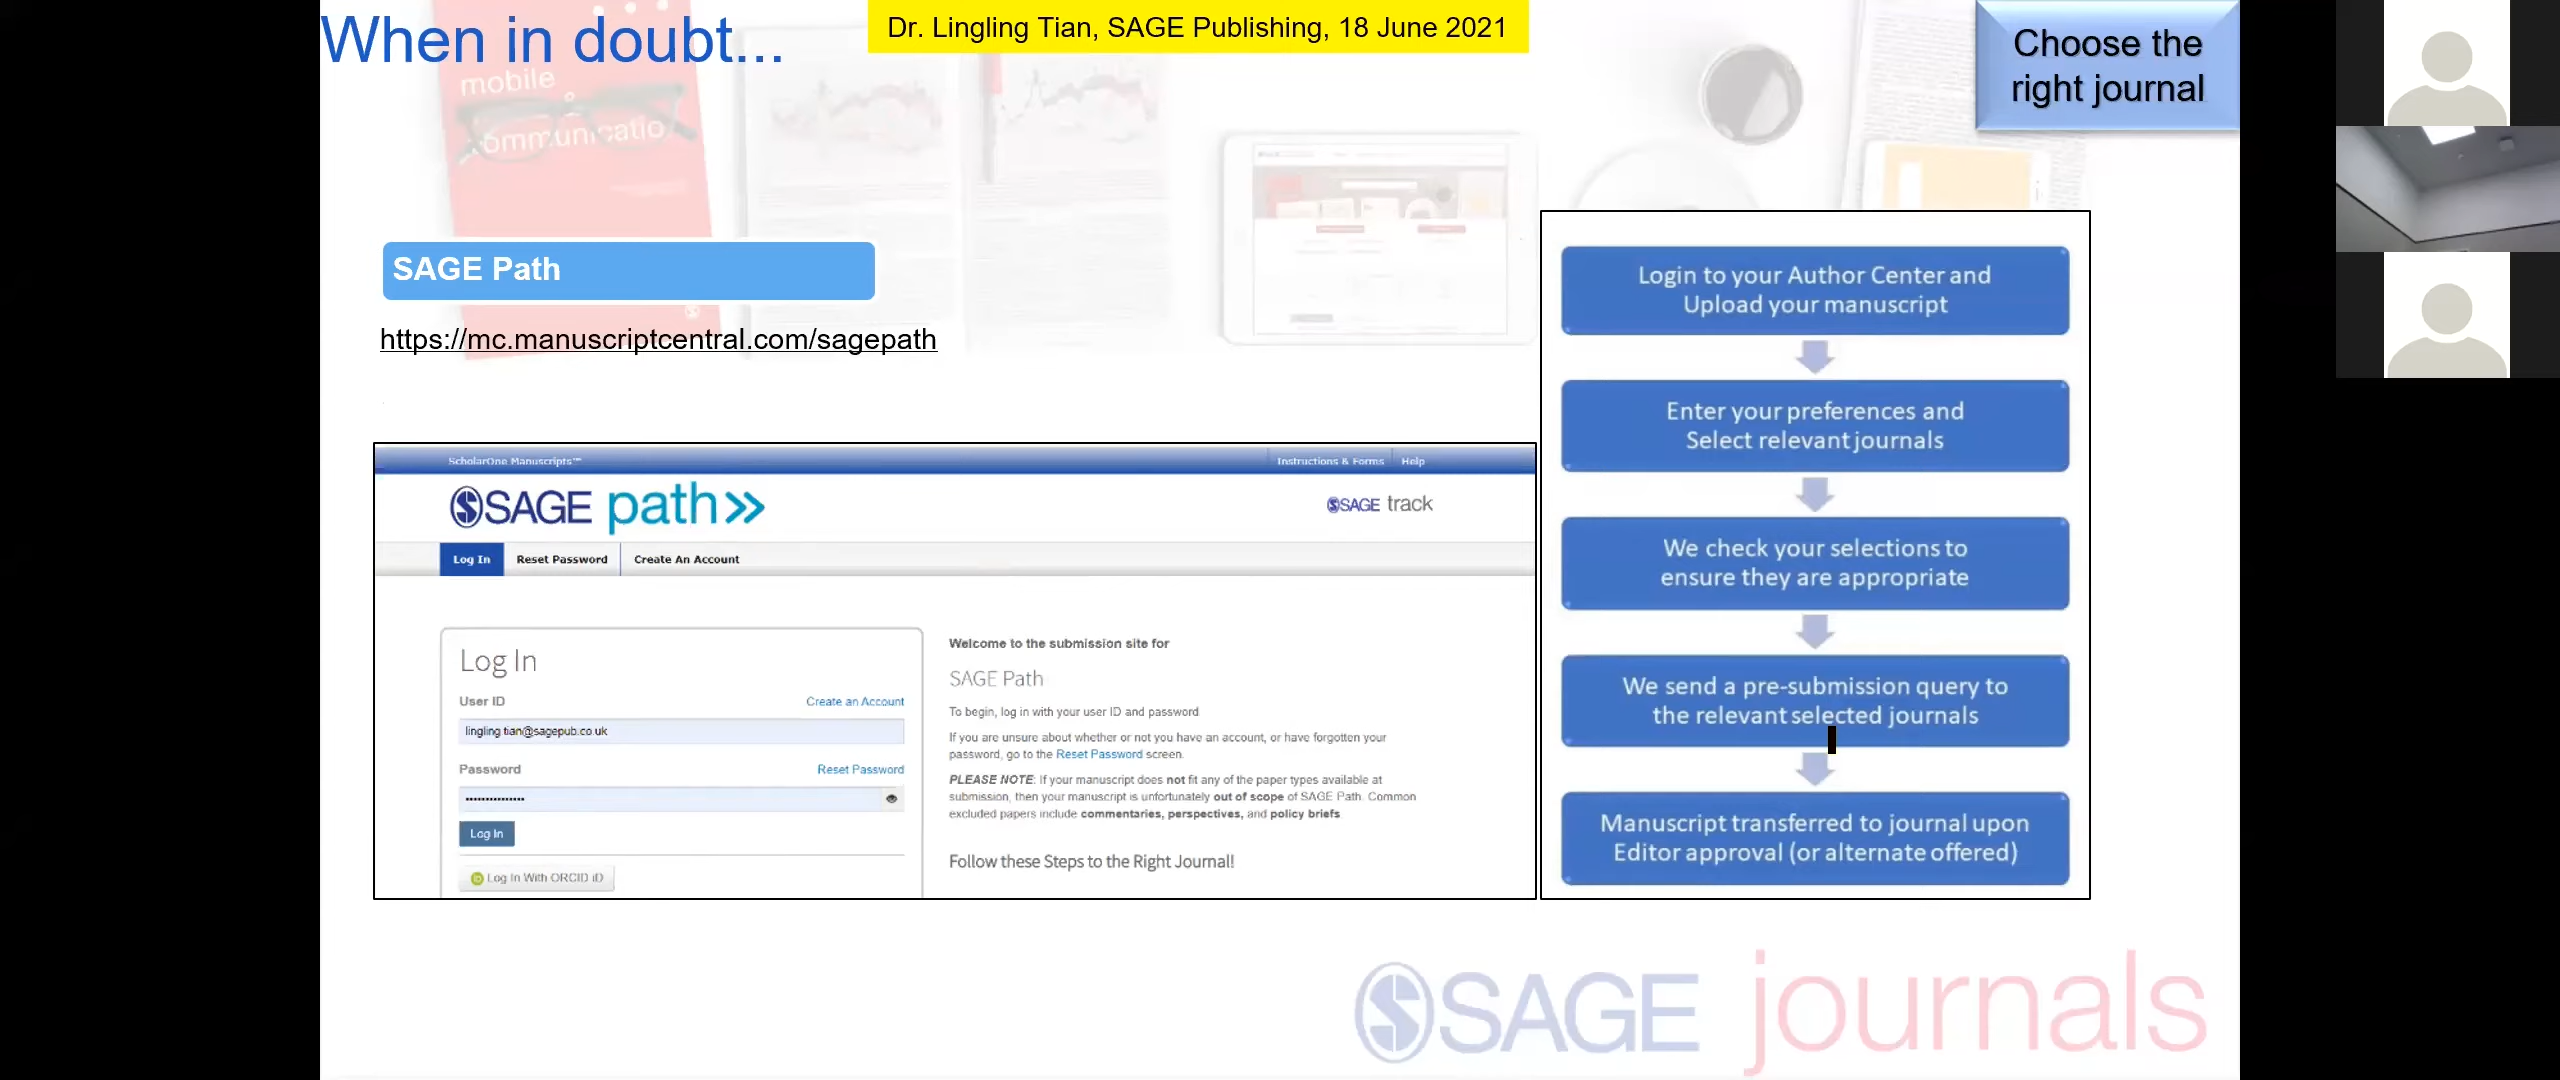 When in doubt...
Dr. Lingling Tian, SAGE Publishing, 18 June 2021
Choose the
right journal
mobile
communicatio
SAGE Path
https://mc.manuscriptcentral.com/sagepath
ScholarOne Manuscripts™
Instructions & Forms
Help
SAGE path
SAGE track
Log In
Reset Password
Create An Account
Log In
User ID
Create an Account
lingling.tian@sagepub.co.uk
Password
Reset Password
Log In
Log In With ORCID iD
Welcome to the submission site for
SAGE Path
To begin, log in with your user ID and password
If you are unsure about whether or not you have an account, or have forgotten your
password, go to the Reset Password screen.
PLEASE NOTE: If your manuscript does not fit any of the paper types available at
submission, then your manuscript is unfortunately out of scope of SAGE Path. Common
excluded papers include commentaries, perspectives, and policy briefs
Follow these Steps to the Right Journal!
Login to your Author Center and
Upload your manuscript
Enter your preferences and
Select relevant journals
We check your selections to
ensure they are appropriate
We send a pre-submission query to
the relevant selected journals
Manuscript transferred to journal upon
Editor approval (or alternate offered)
SAGE journals